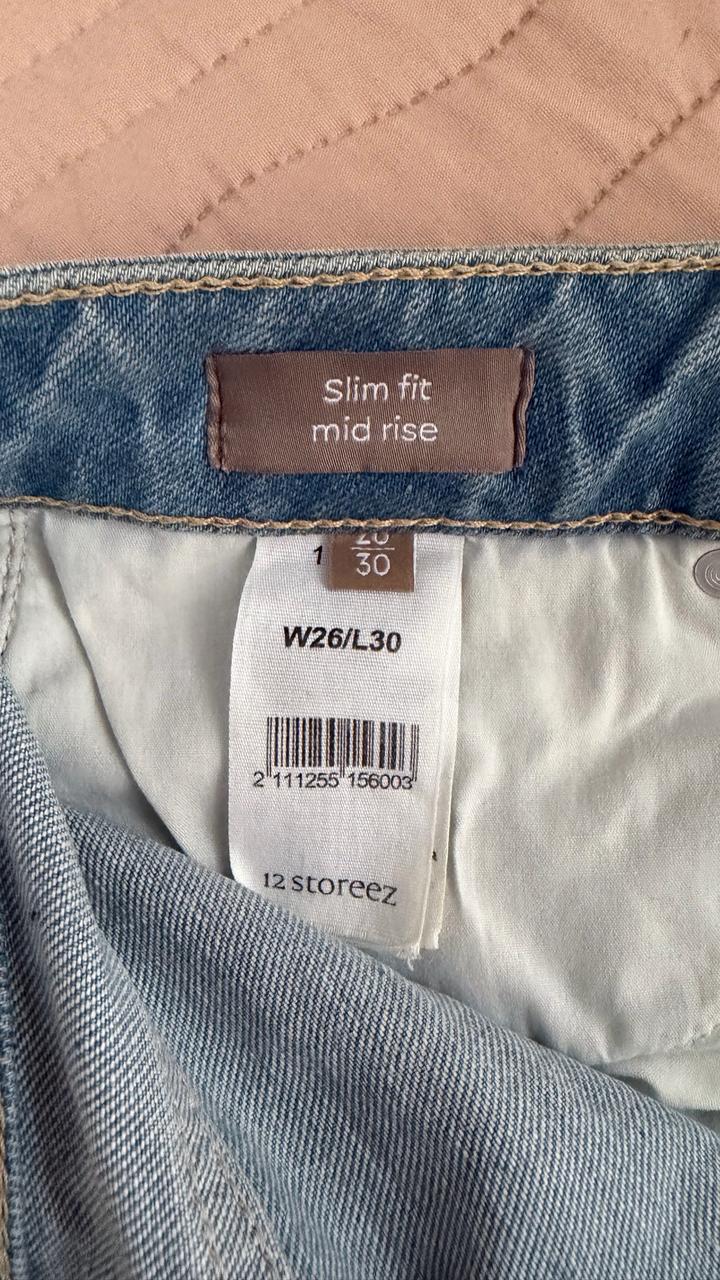 Slim fit
mid rise
1
30
W26/L30
2 111255 156003
12 storeez